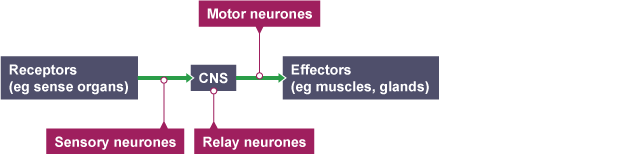 Motor neurones
Receptors
(eg sense organs)
CNS
Effectors
(eg muscles, glands)
Sensory neurones
Relay neurones